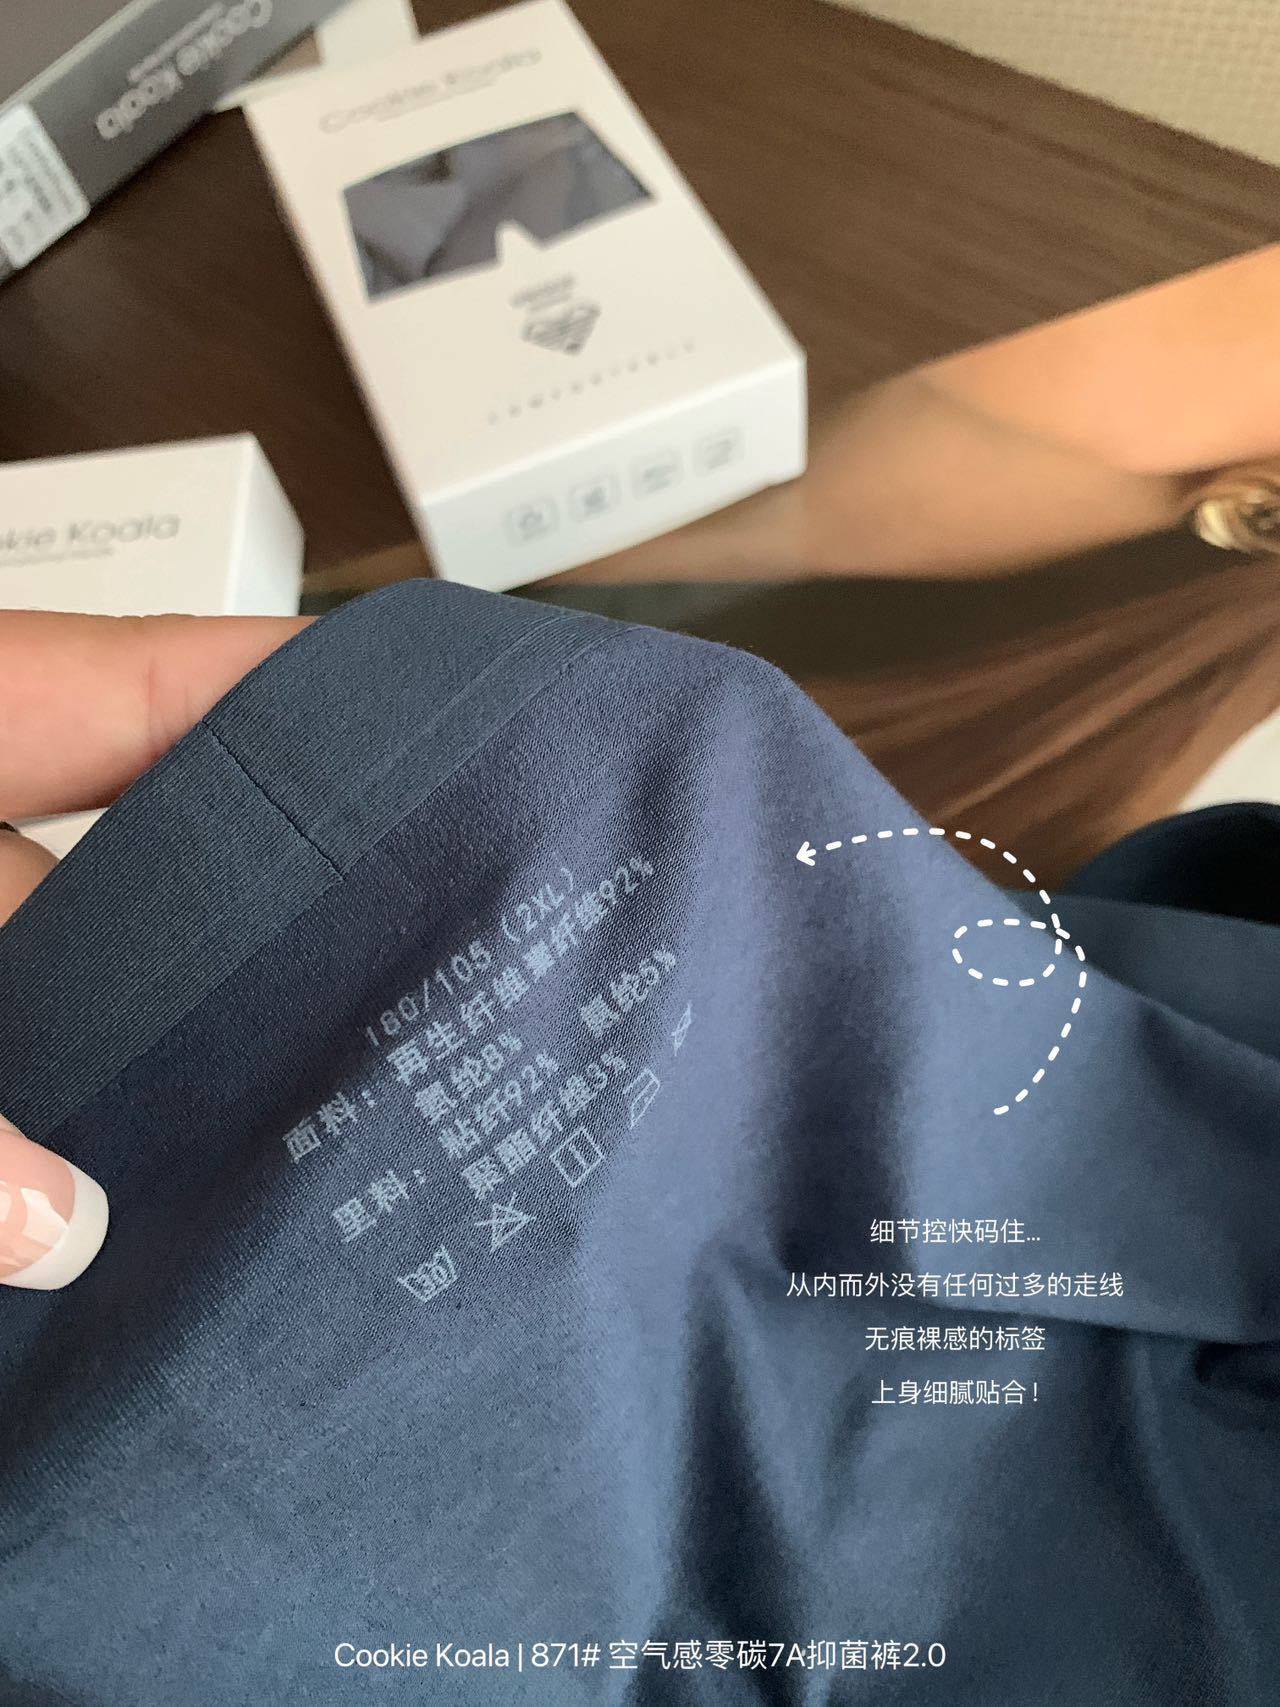 Cookie Koala
Cookie Koala
kie Koala
COMFORTABLE
180/105 (2XL)
面料: 再生纤维素纤维92%
氨纶8%
里料: 粘纤92% 氨纶5%
聚酯纤维3%
细节控快码住...
从内而外没有任何过多的走线
无痕裸感的标签
上身细腻贴合！
Cookie Koala | 871# 空气感零碳7A抑菌裤2.0